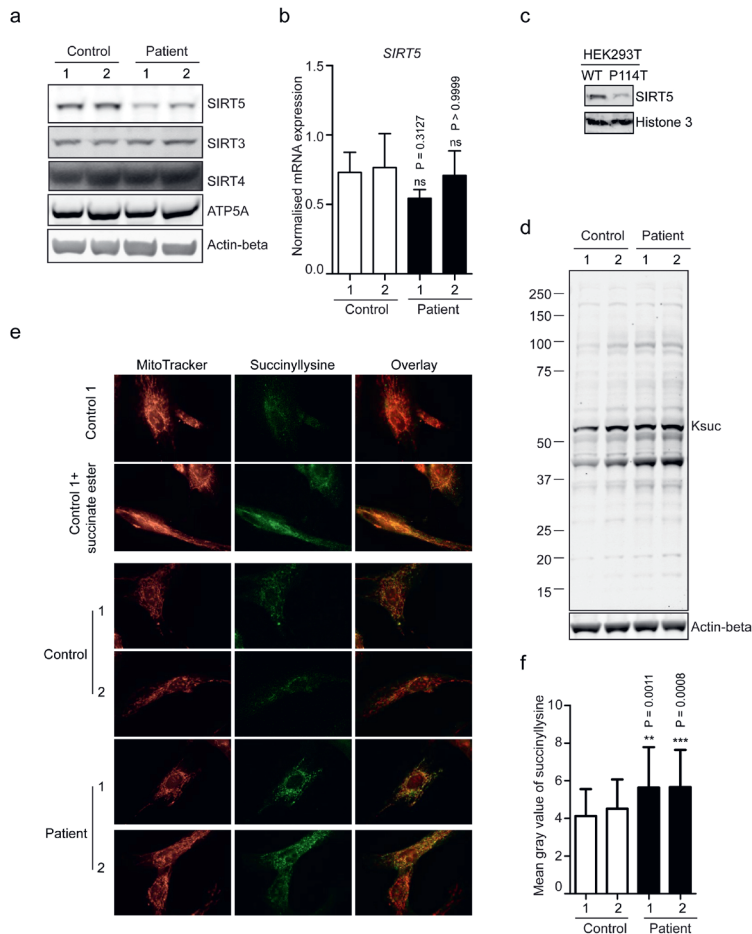 a
Control Patient
1 2 1 2
SIRT5
SIRT3
SIRT4
ATP5A
Actin-beta
b
SIRT5
Normalised mRNA expression
1.5
1.0
0.5
0.0
ns P = 0.3127
ns P > 0.9999
1 2 1 2
Control Patient
c
HEK293T
WT P114T
SIRT5
Histone 3
d
Control Patient
1 2 1 2
250
150
100
75
50
37
25
20
15
Ksuc
Actin-beta
e
MitoTracker Succinyllysine Overlay
Control 1
Control 1+
succinate ester
Control
1
2
Patient
1
2
f
Mean gray value of succinyllysine
10
8
6
4
2
0
** P = 0.0011
*** P = 0.0008
1 2 1 2
Control Patient